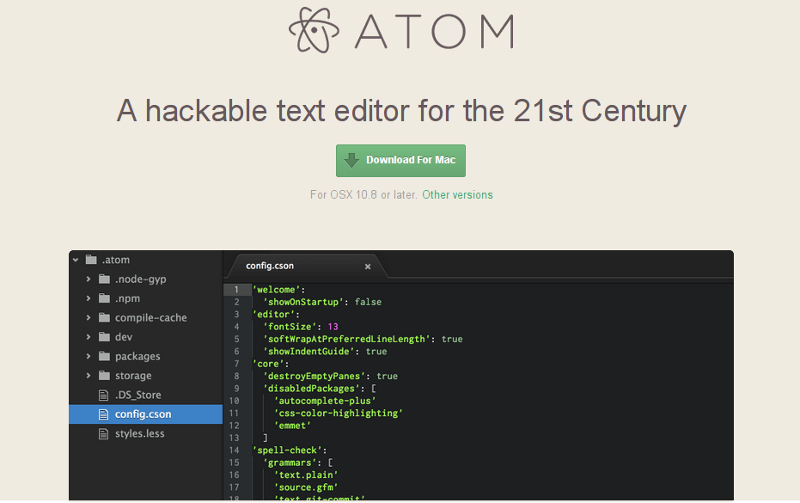 ATOM
A hackable text editor for the 21st Century
Download For Mac
For OSX 10.8 or later. Other versions
.atom
.node-gyp
.npm
compile-cache
dev
packages
storage
.DS_Store
config.cson
styles.less
config.cson
1 'welcome':
2 'showOnStartup': false
3 'editor':
4 'fontSize': 13
5 'softWrapAtPreferredLineLength': true
6 'showIndentGuide': true
7 'core':
8 'destroyEmptyPanes': true
9 'disabledPackages': [
10 'autocomplete-plus'
11 'css-color-highlighting'
12 'emmet'
13 ]
14 'spell-check':
15 'grammars': [
16 'text.plain'
17 'source.gfm'
18 'text.git-commit'